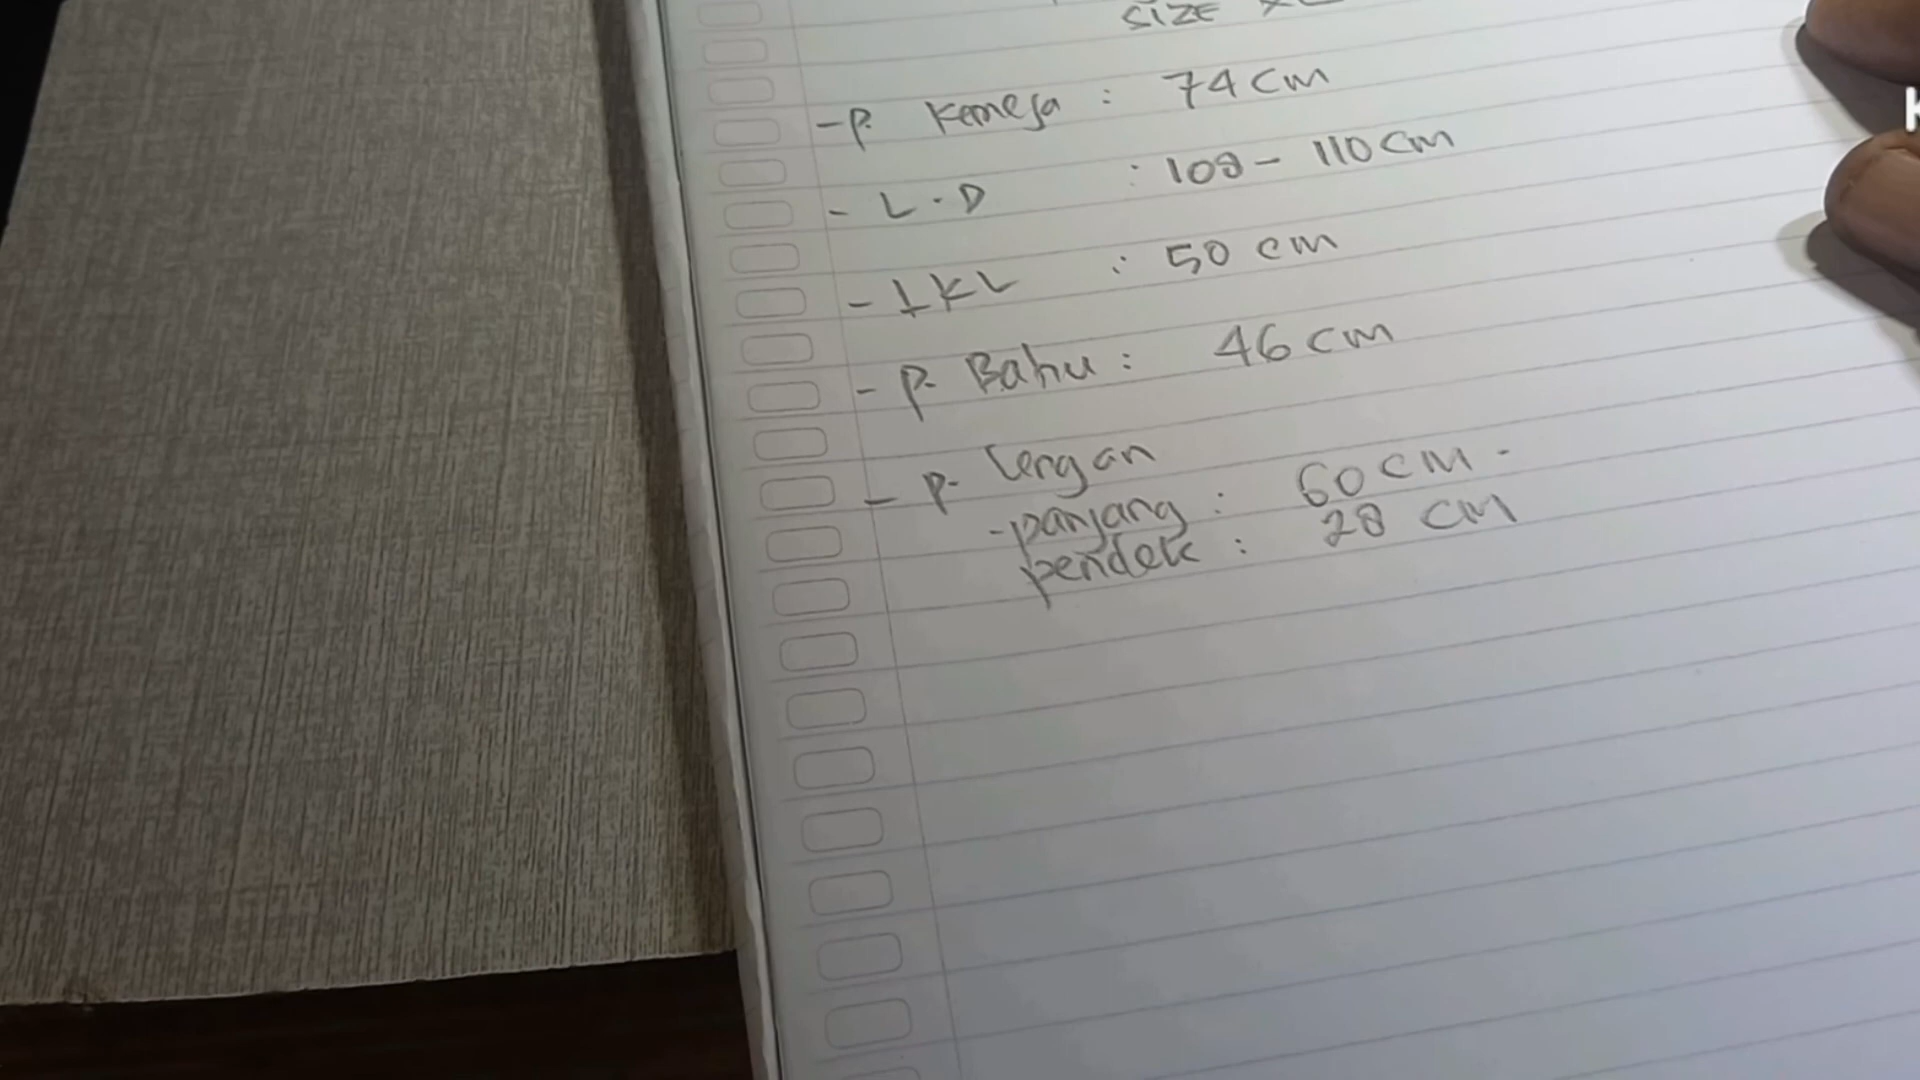 SIZE
-P. Kemeja : 74 cm
- L.D : 108 - 110 cm
- LKL : 50 cm
- P. Bahu : 46 cm
- P. Lengan
-panjang : 60 cm.
pendek : 28 cm